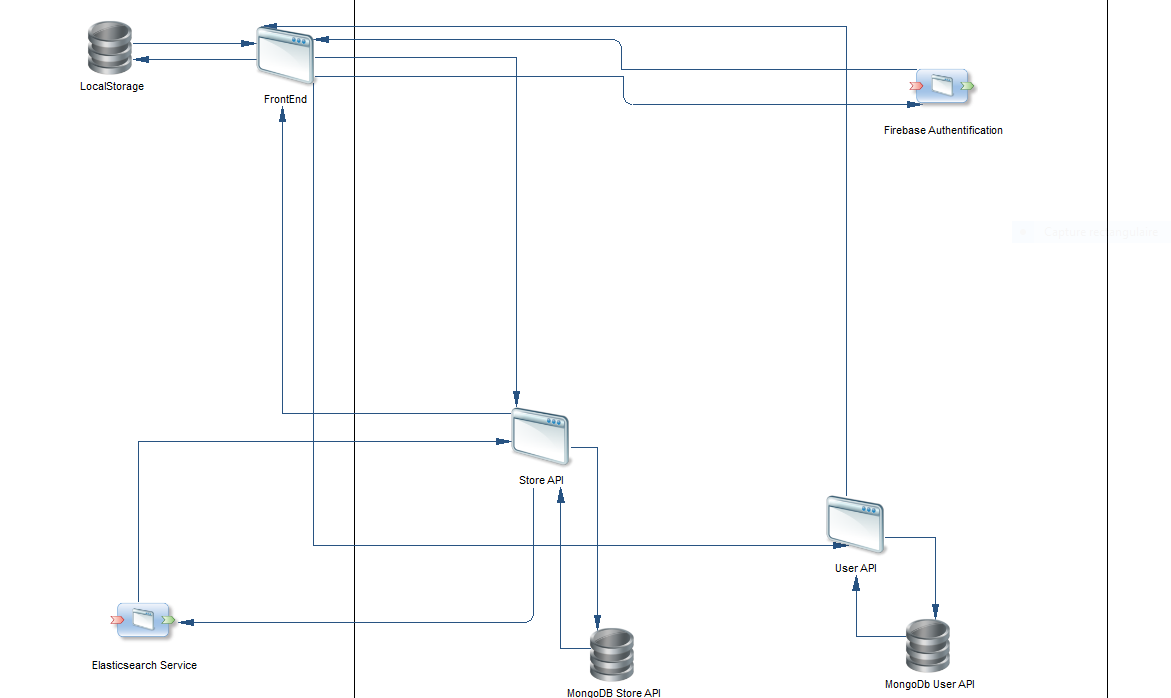 LocalStorage
FrontEnd
Firebase Authentification
Store API
User API
Elasticsearch Service
MongoDB Store API
MongoDb User API